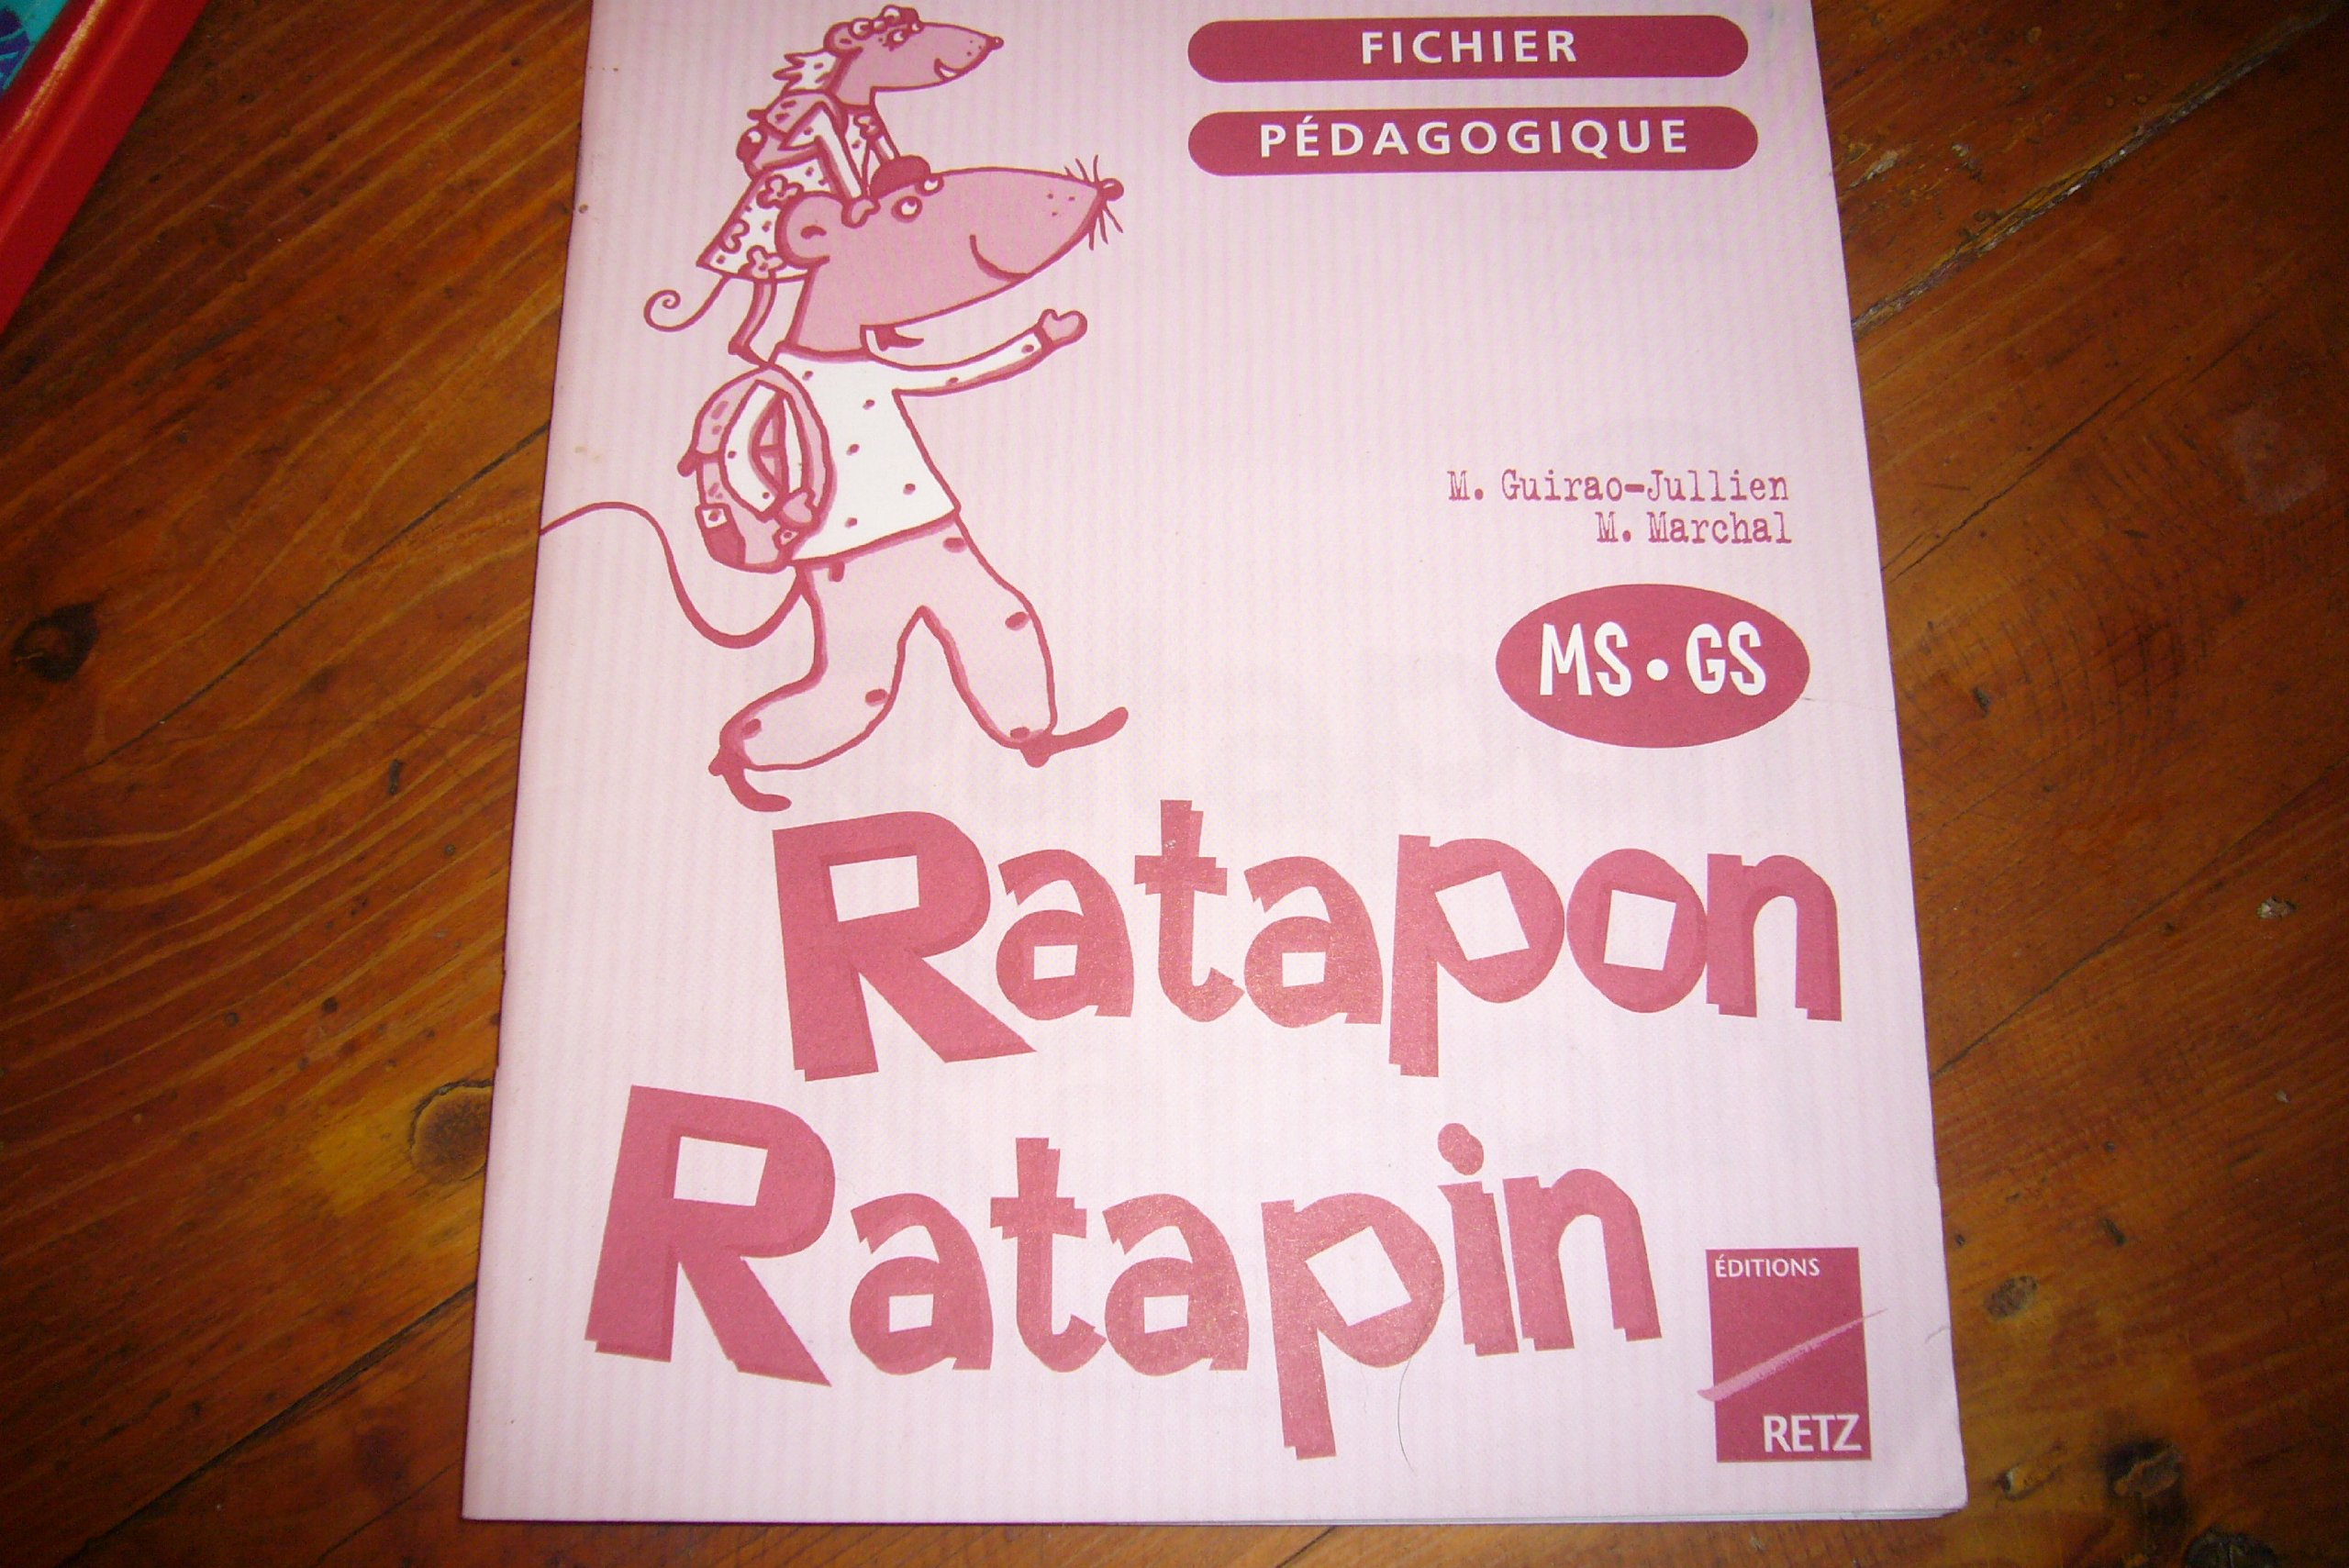 FICHIER
PÉDAGOGIQUE
M. Guirao-Jullien
M. Marchal
MS • GS
Ratapon
Ratapin
ÉDITIONS
RETZ